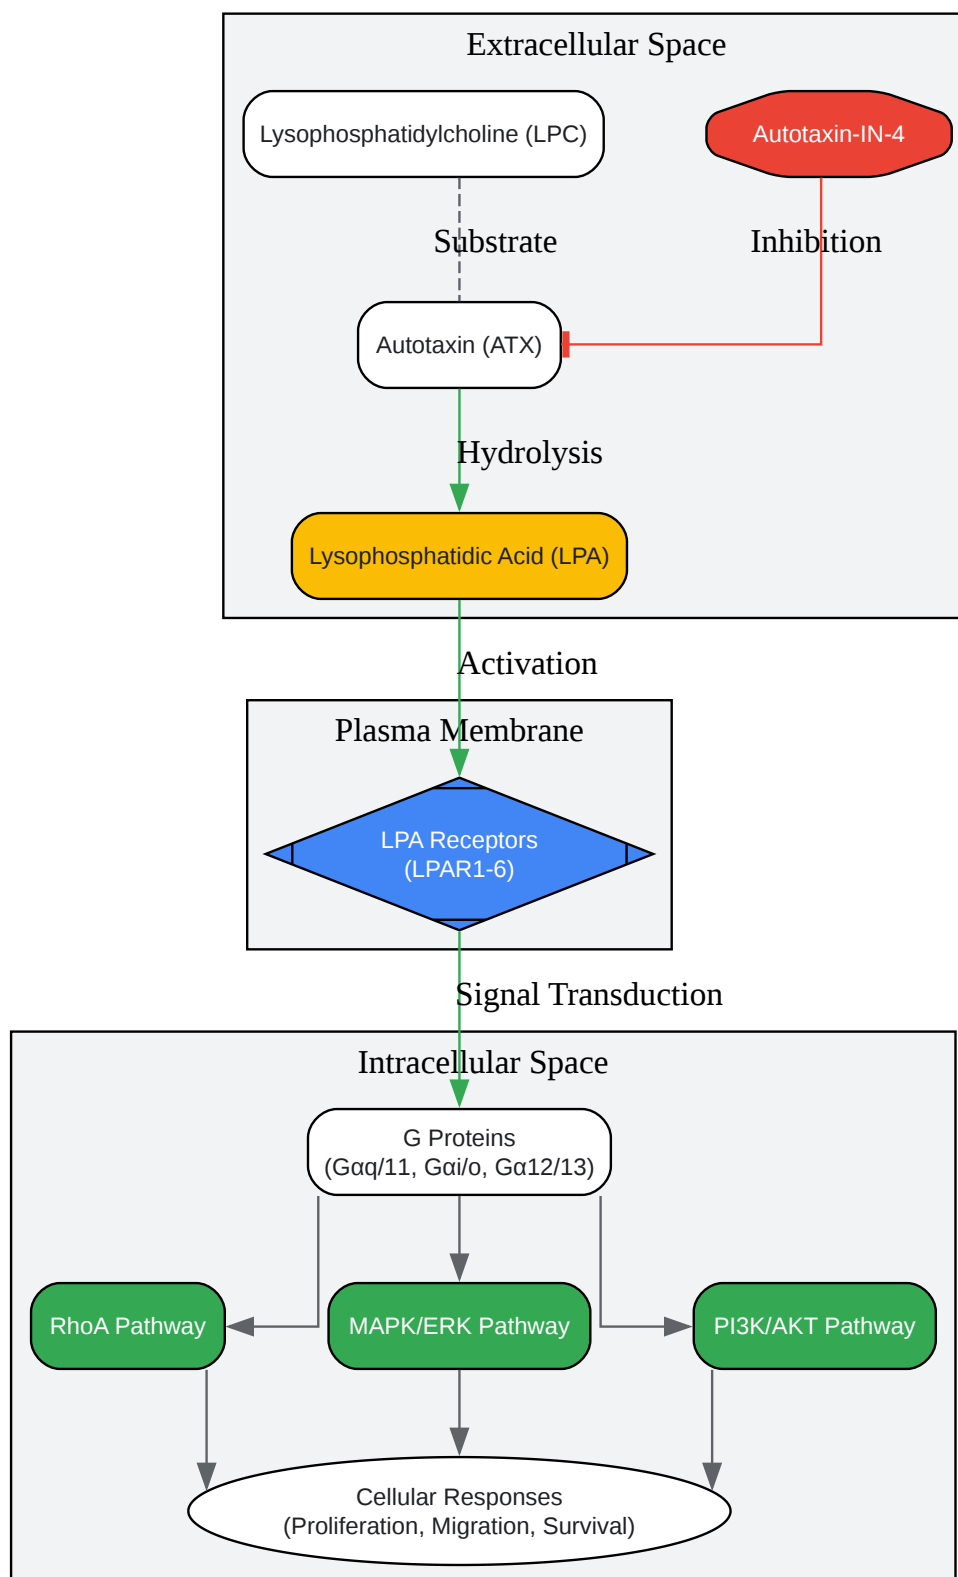 Extracellular Space
Lysophosphatidylcholine (LPC)
Autotaxin-IN-4
Substrate
Inhibition
Autotaxin (ATX)
Hydrolysis
Lysophosphatidic Acid (LPA)
Activation
Plasma Membrane
LPA Receptors
(LPAR1-6)
Signal Transduction
Intracellular Space
G Proteins
(Gαq/11, Gαi/o, Gα12/13)
RhoA Pathway
MAPK/ERK Pathway
PI3K/AKT Pathway
Cellular Responses
(Proliferation, Migration, Survival)